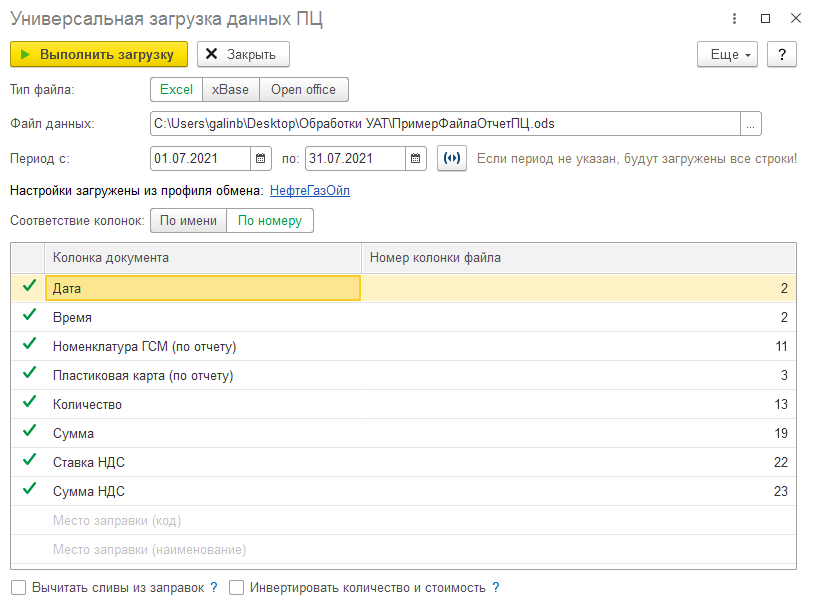 Универсальная загрузка данных ПЦ
Выполнить загрузку Закрыть Еще ?
Тип файла: Excel xBase Open office
Файл данных: C:\Users\galinb\Desktop\Обработки УАТ\ПримерФайлаОтчетПЦ.ods ...
Период с: 01.07.2021 по: 31.07.2021 Если период не указан, будут загружены все строки!
Настройки загружены из профиля обмена: НефтеГазОйл
Соответствие колонок: По имени По номеру
Колонка документа Номер колонки файла
Дата 2
Время 2
Номенклатура ГСМ (по отчету) 11
Пластиковая карта (по отчету) 3
Количество 13
Сумма 19
Ставка НДС 22
Сумма НДС 23
Место заправки (код)
Место заправки (наименование)
Вычитать сливы из заправок ? Инвертировать количество и стоимость ?